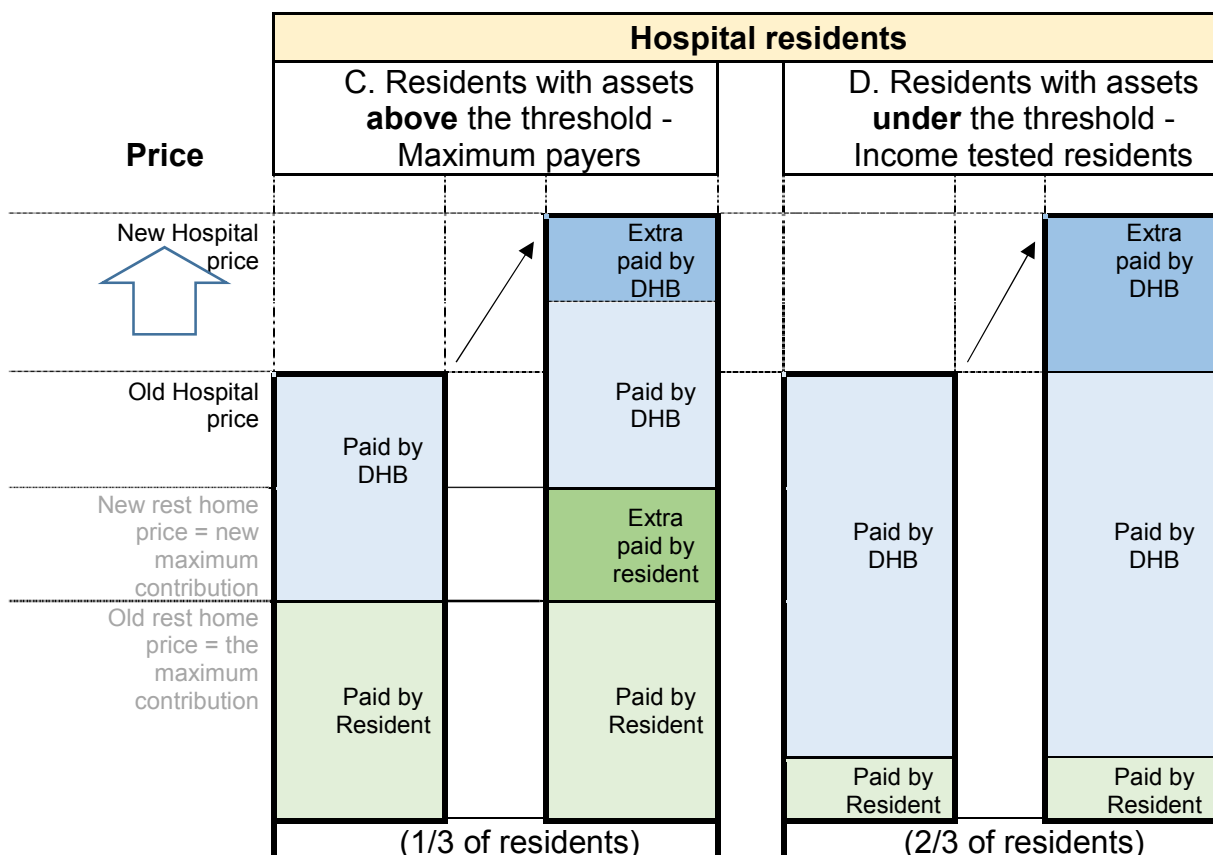 Hospital residents
Price
C. Residents with assets
above the threshold -
Maximum payers
D. Residents with assets
under the threshold -
Income tested residents
New Hospital
price
Old Hospital
price
New rest home
price = new
maximum
contribution
Old rest home
price = the
maximum
contribution
Paid by
DHB
Paid by
Resident
Extra
paid by
DHB
Paid by
DHB
Extra
paid by
resident
Paid by
Resident
Paid by
DHB
Paid by
Resident
Extra
paid by
DHB
Paid by
DHB
Paid by
Resident
(1/3 of residents)
(2/3 of residents)